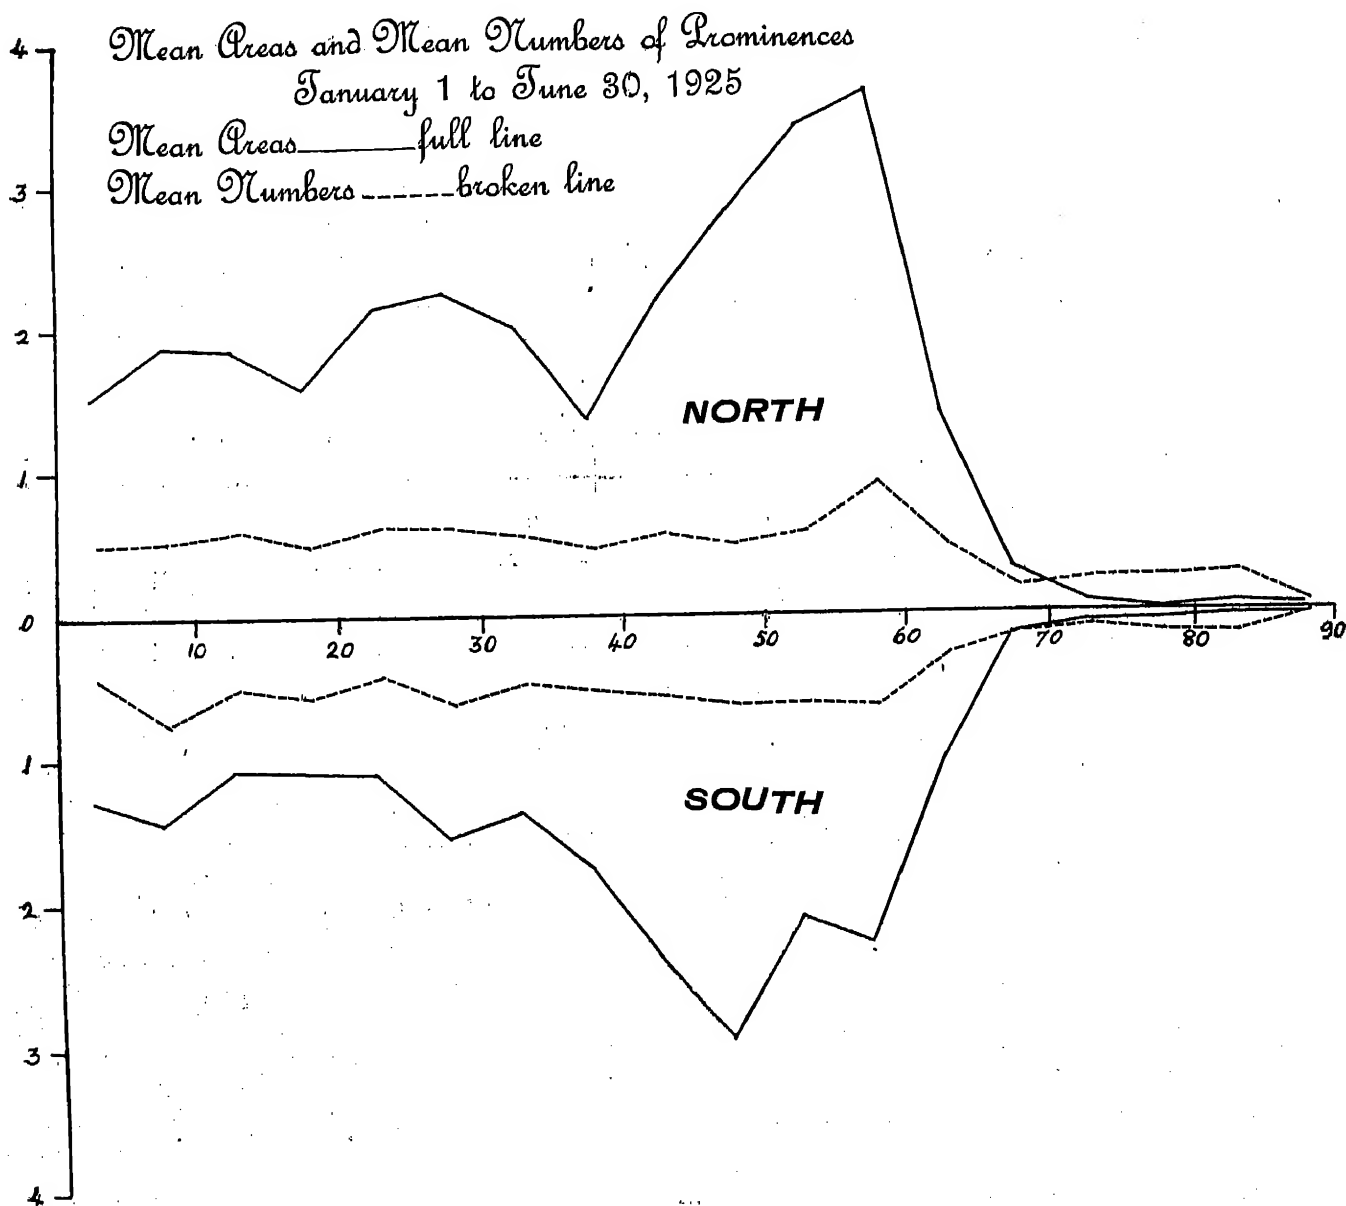 Mean Areas and Mean Numbers of Prominences
January 1 to June 30, 1925
Mean Areas________full line
Mean Numbers ------broken line
4
3
2
1
0
NORTH
10 20 30 40 50 60 70 80 90
SOUTH
1
2
3
4